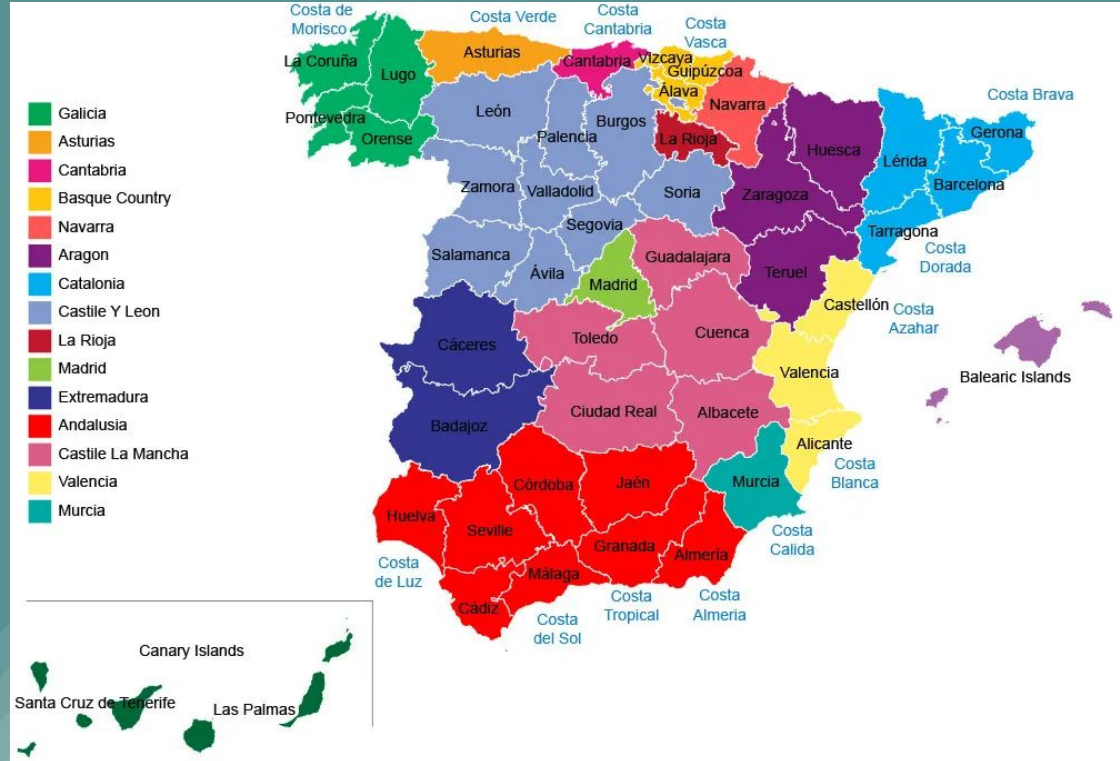 Costa de
Morisco
Costa Verde
Costa
Cantabria
Costa
Vasca
La Coruña
Lugo
Asturias
Cantabria
Vizcaya
Guipúzcoa
Álava
Navarra
Costa Brava
Pontevedra
Orense
León
Palencia
Burgos
La Rioja
Huesca
Lérida
Gerona
Barcelona
Zamora
Valladolid
Soria
Zaragoza
Segovia
Tarragona
Costa
Dorada
Salamanca
Ávila
Madrid
Guadalajara
Teruel
Castellón
Costa
Azahar
Cáceres
Toledo
Cuenca
Valencia
Balearic Islands
Badajoz
Ciudad Real
Albacete
Alicante
Costa
Blanca
Huelva
Seville
Córdoba
Jaén
Murcia
Costa
Calida
Granada
Almería
Málaga
Cádiz
Costa
de Luz
Costa
del Sol
Costa
Tropical
Costa
Almeria
Galicia
Asturias
Cantabria
Basque Country
Navarra
Aragon
Catalonia
Castile Y Leon
La Rioja
Madrid
Extremadura
Andalusia
Castile La Mancha
Valencia
Murcia
Canary Islands
Santa Cruz de Tenerife
Las Palmas